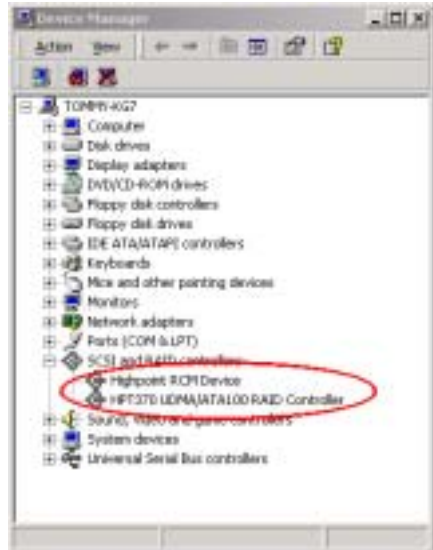 Device Manager
Action View
TOMMY-KG7
Computer
Disk drives
Display adapters
DVD/CD-ROM drives
Floppy disk controllers
Floppy disk drives
IDE ATA/ATAPI controllers
Keyboards
Mice and other pointing devices
Monitors
Network adapters
Ports (COM & LPT)
SCSI and RAID controllers
Highpoint RCM Device
HPT370 UDMA/ATA100 RAID Controller
Sound, video and game controllers
System devices
Universal Serial Bus controllers